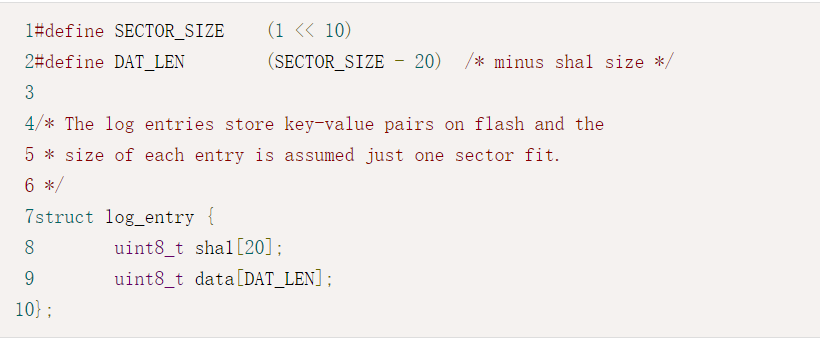 1#define SECTOR_SIZE    (1 << 10)
2#define DAT_LEN        (SECTOR_SIZE - 20)  /* minus sha1 size */
3
4/* The log entries store key-value pairs on flash and the
5 * size of each entry is assumed just one sector fit.
6 */
7struct log_entry {
8        uint8_t sha1[20];
9        uint8_t data[DAT_LEN];
10};